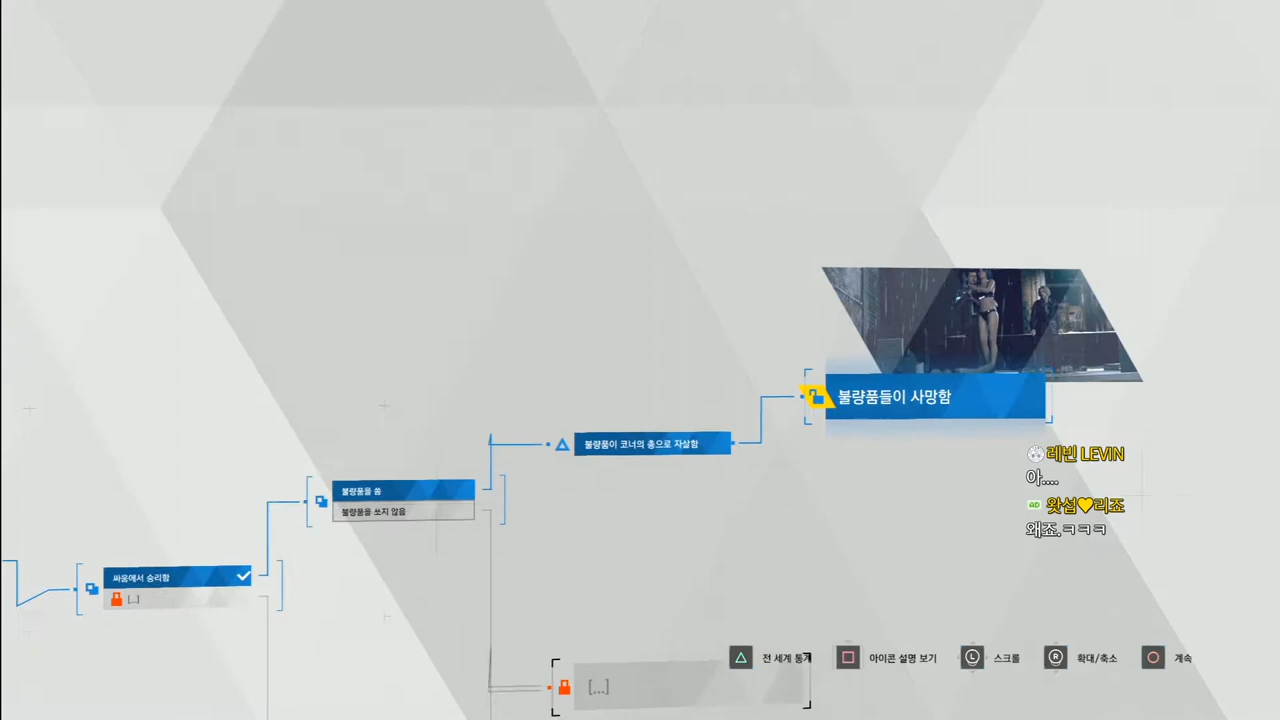 불량품들이 사망함
불량품이 코너의 총으로 자살함
레빈 LEVIN
아....
불량품을 쏨
AD 왓섭♥리죠
불량품을 쏘지 않음
왜죠.ㅋㅋㅋ
싸움에서 승리함
[...]
전 세계 통계
아이콘 설명 보기
L 스크롤
R 확대/축소
계속
[...]